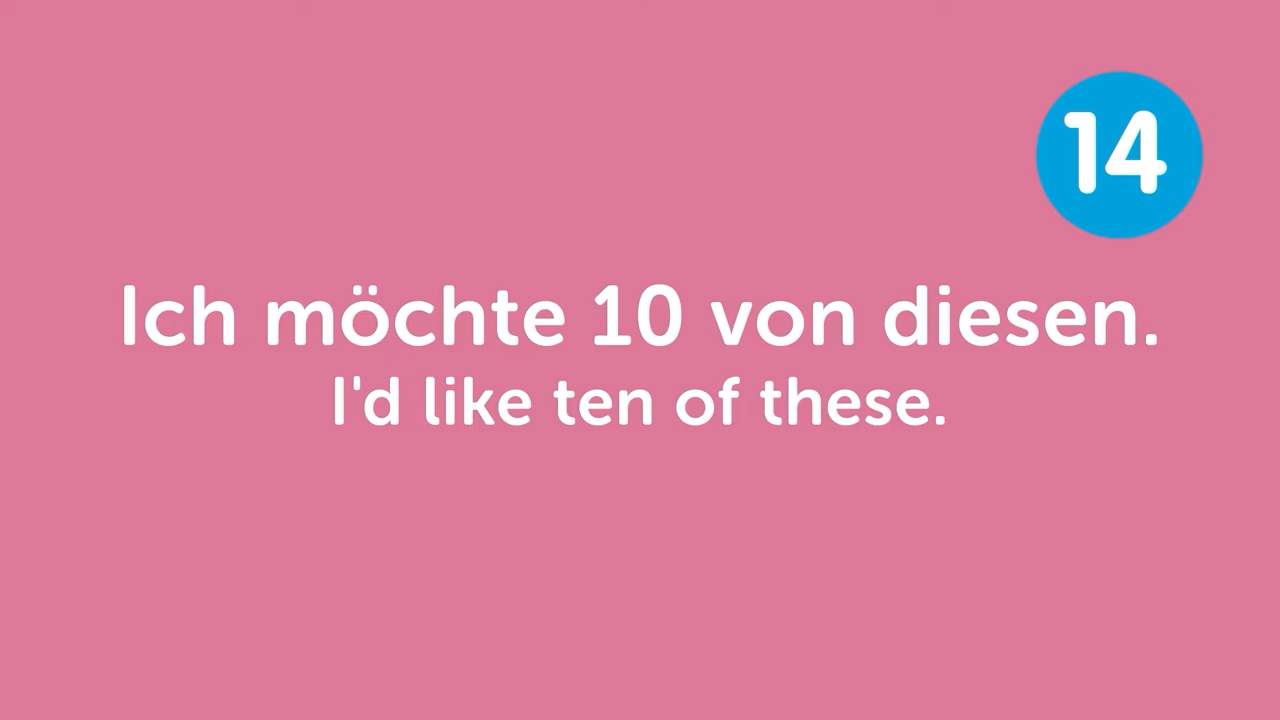 14
Ich möchte 10 von diesen.
I'd like ten of these.